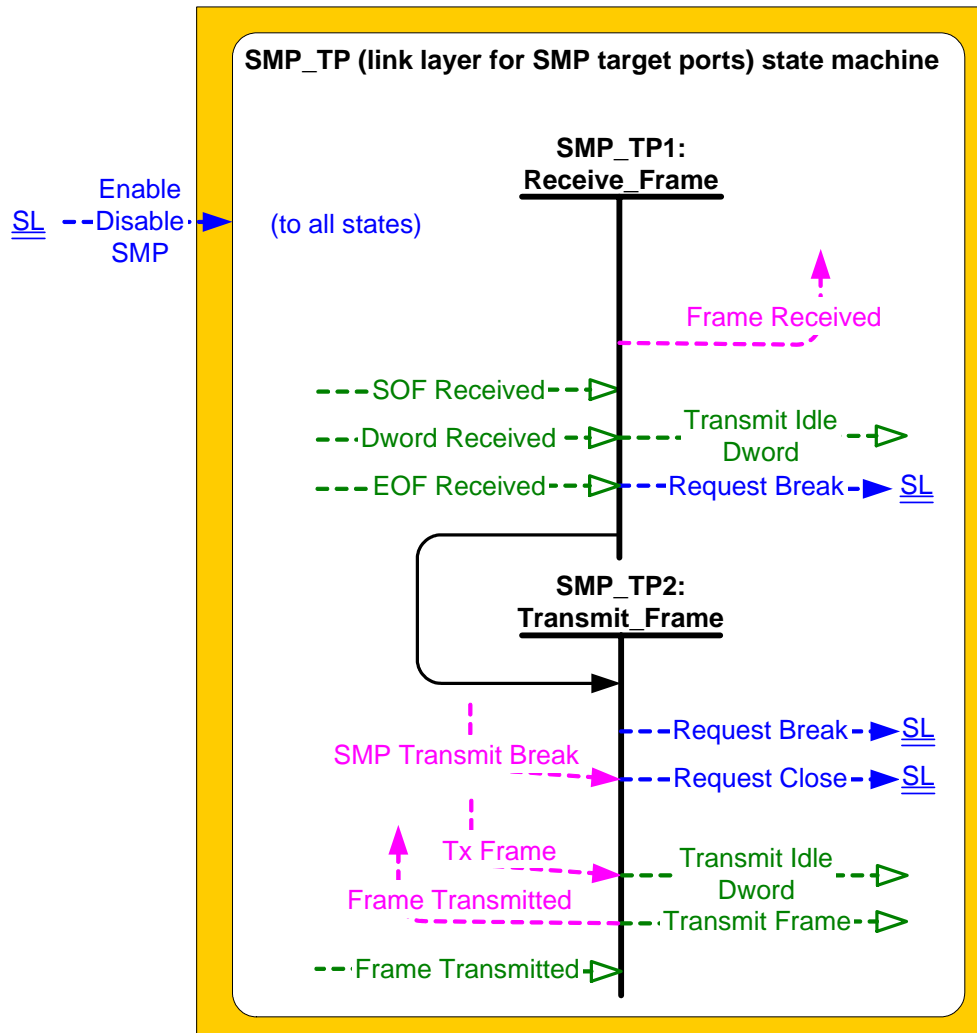 SMP_TP (link layer for SMP target ports) state machine
SMP_TP1:
Receive_Frame
SL
Enable
Disable
SMP
(to all states)
Frame Received
SOF Received
Dword Received
Transmit Idle
Dword
EOF Received
Request Break
SL
SMP_TP2:
Transmit_Frame
Request Break
SL
SMP Transmit Break
Request Close
SL
Tx Frame
Transmit Idle
Dword
Frame Transmitted
Transmit Frame
Frame Transmitted